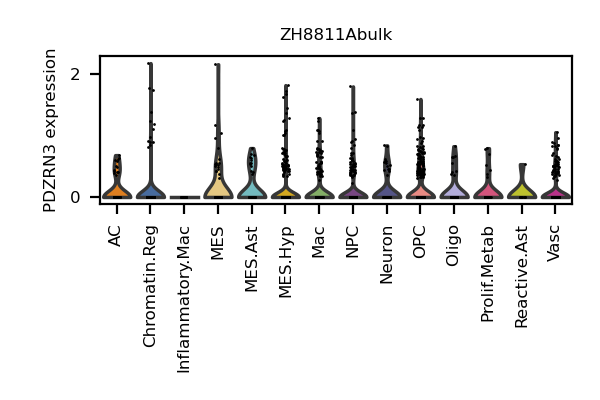 ZH8811Abulk
PDZRN3 expression
2
0
AC
Chromatin.Reg
Inflammatory.Mac
MES
MES.Ast
MES.Hyp
Mac
NPC
Neuron
OPC
Oligo
Prolif.Metab
Reactive.Ast
Vasc